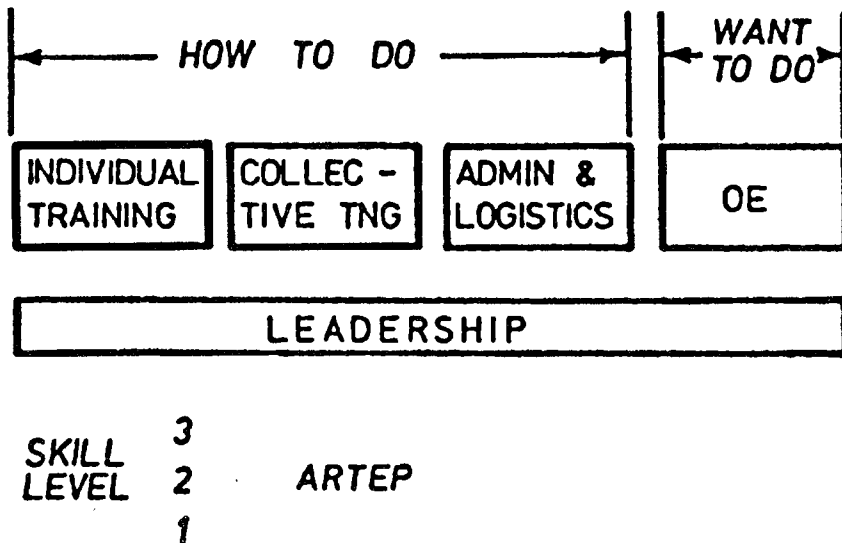 HOW TO DO
WANT
TO DO
INDIVIDUAL
TRAINING
COLLEC -
TIVE TNG
ADMIN &
LOGISTICS
OE
LEADERSHIP
3
SKILL
LEVEL 2 ARTEP
1